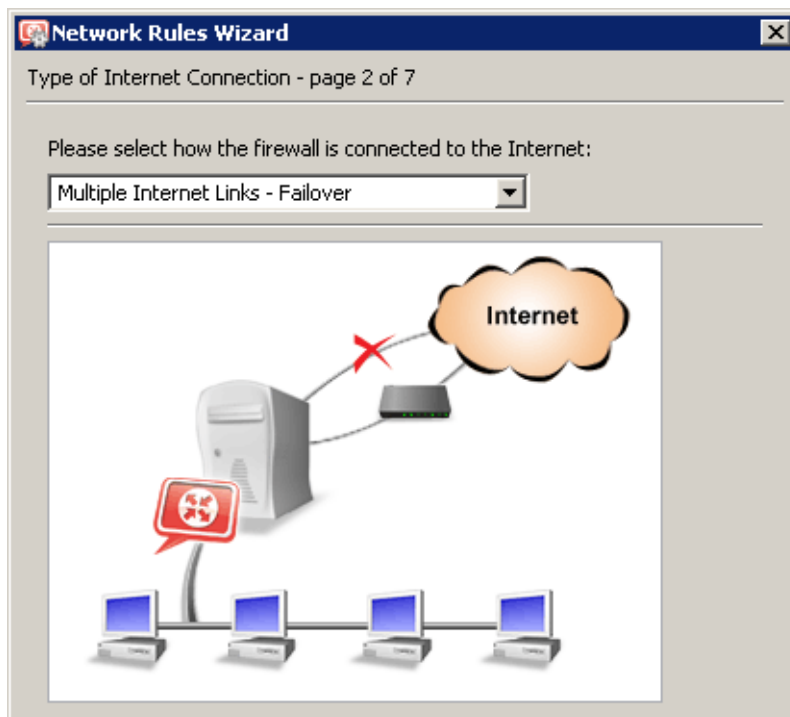 Network Rules Wizard
Type of Internet Connection - page 2 of 7
Please select how the firewall is connected to the Internet:
Multiple Internet Links - Failover
Internet